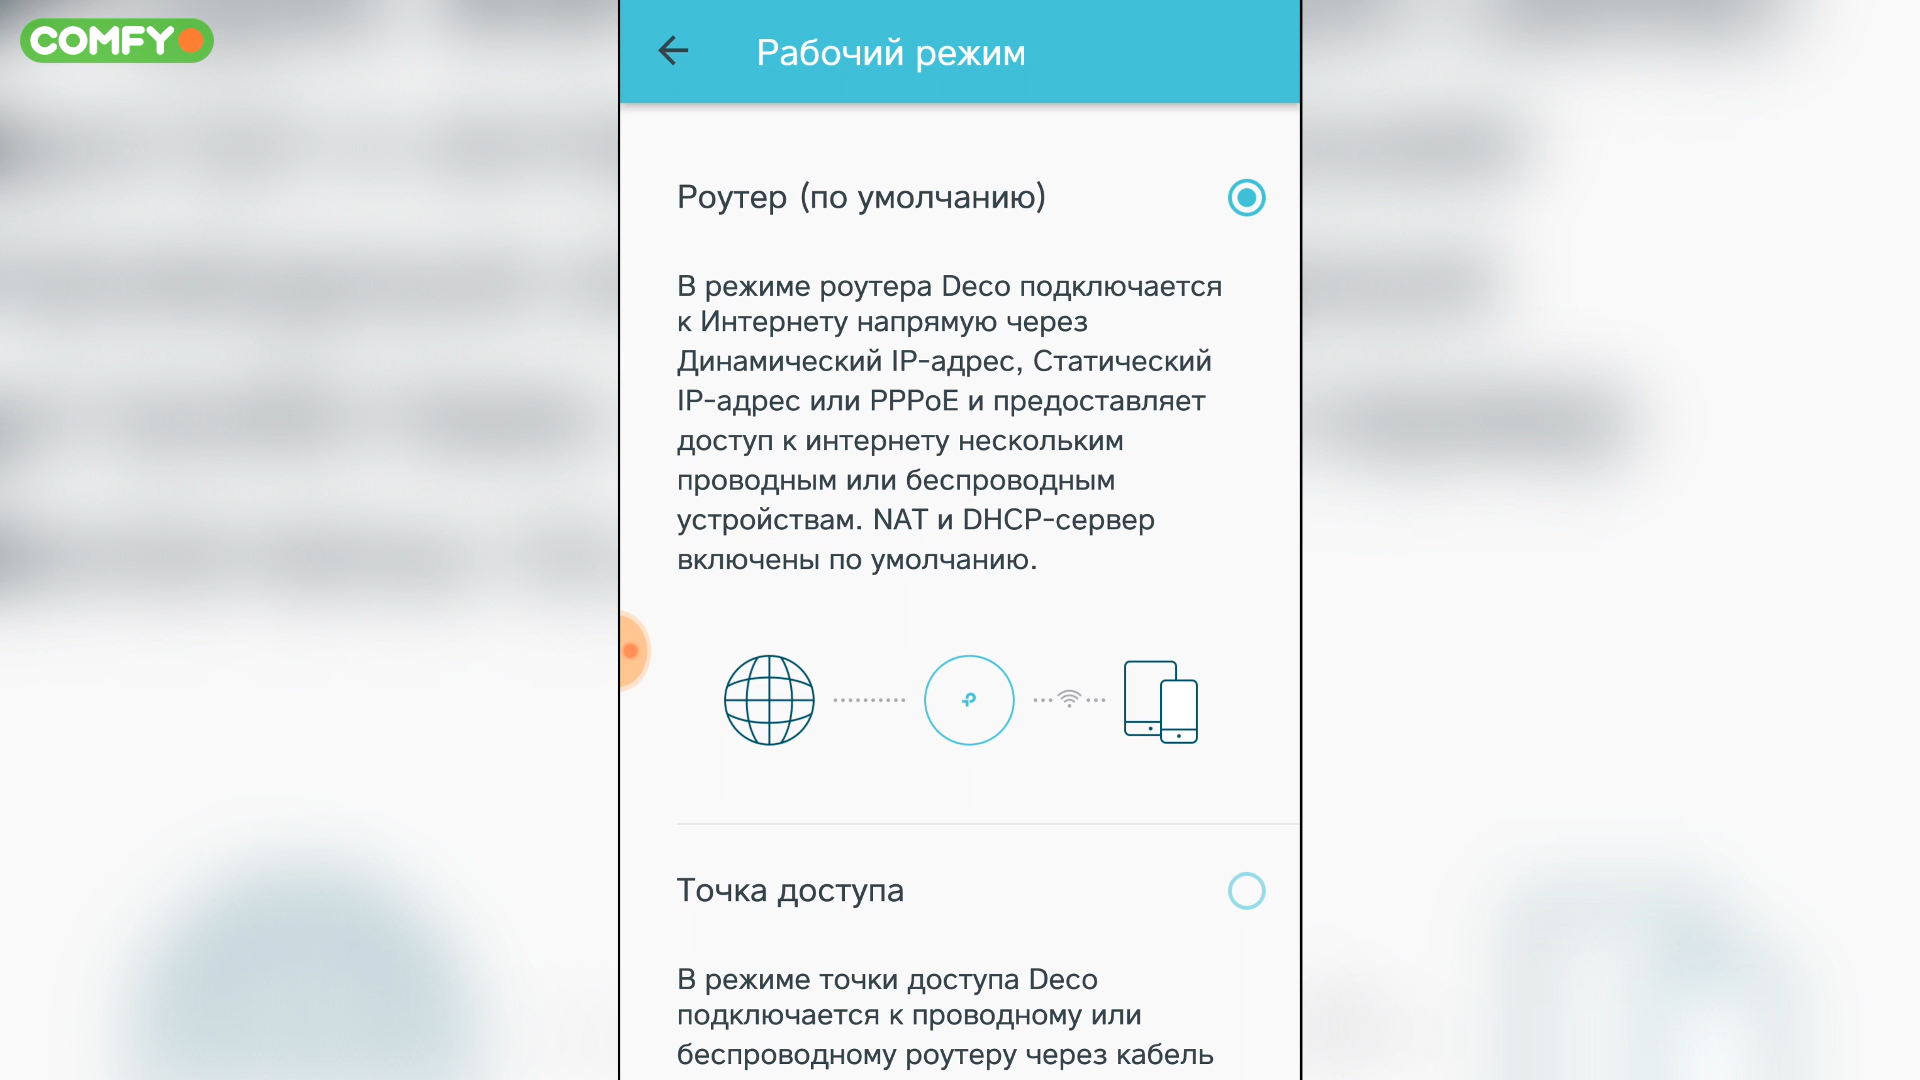 COMFY
Рабочий режим
Роутер (по умолчанию)
В режиме роутера Deco подключается
к Интернету напрямую через
Динамический IP-адрес, Статический
IP-адрес или PPPoE и предоставляет
доступ к интернету нескольким
проводным или беспроводным
устройствам. NAT и DHCP-сервер
включены по умолчанию.
Точка доступа
В режиме точки доступа Deco
подключается к проводному или
беспроводному роутеру через кабель